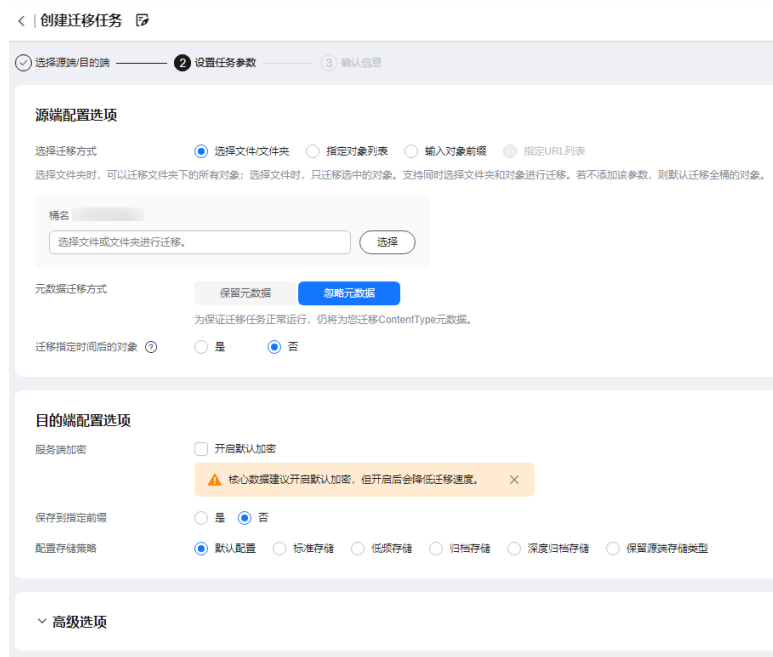 创建迁移任务
选择源端/目的端 2 设置任务参数 3 确认信息
源端配置选项
选择迁移方式 选择文件/文件夹 指定对象列表 输入对象前缀 指定URL列表
选择文件夹时，可以迁移文件夹下的所有对象；选择文件时，只迁移选中的对象。支持同时选择文件夹和对象进行迁移。若不添加该参数，则默认迁移全桶的对象。
桶名
选择文件或文件夹进行迁移。 选择
元数据迁移方式 保留元数据 忽略元数据
为保证迁移任务正常运行，仍将为您迁移ContentType元数据。
迁移指定时间后的对象 ? 是 否
目的端配置选项
服务端加密 开启默认加密
核心数据建议开启默认加密，但开启后会降低迁移速度。
保存到指定前缀 是 否
配置存储策略 默认配置 标准存储 低频存储 归档存储 深度归档存储 保留源端存储类型
高级选项